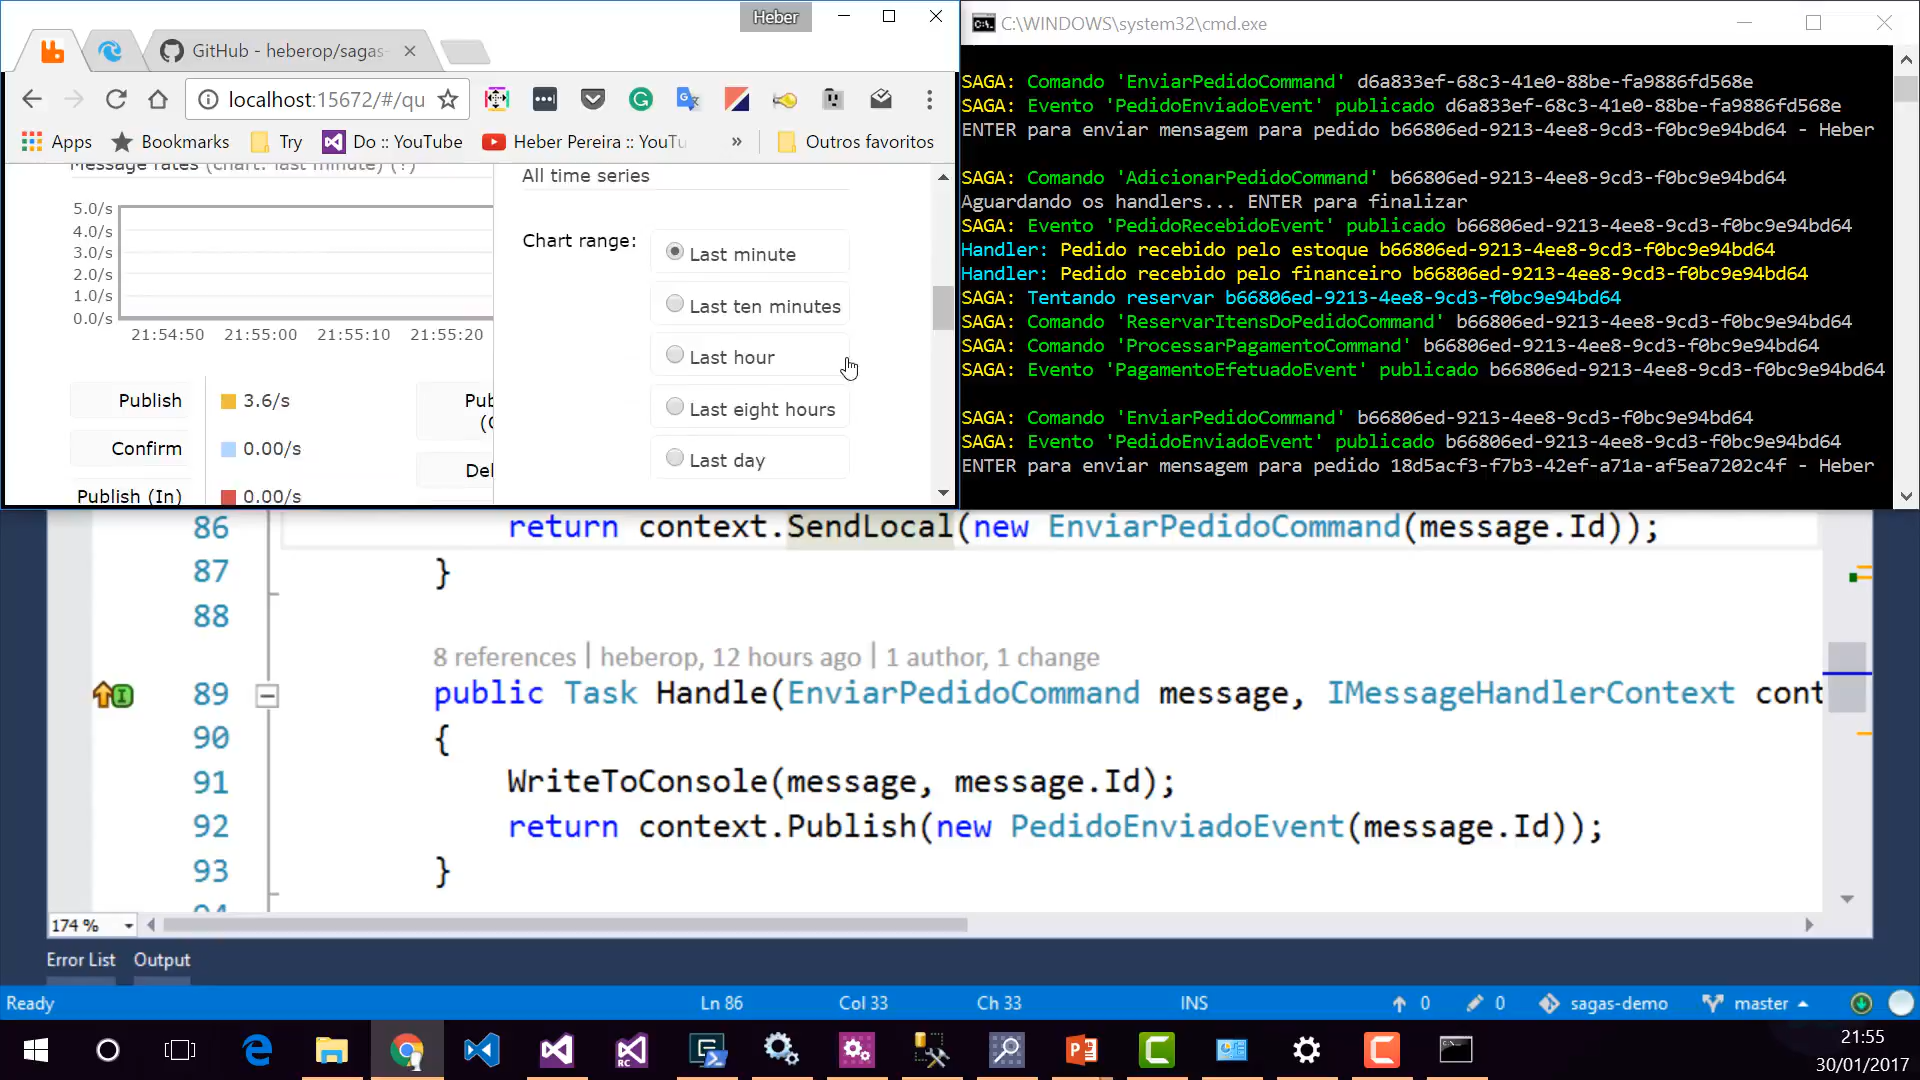 Heber
GitHub - heberop/sagas-
localhost:15672/#/qu
Apps
Bookmarks
Try
Do :: YouTube
Heber Pereira :: YouTu
»
Outros favoritos
Message rates (chart: last minute) (?)
5.0/s
4.0/s
3.0/s
2.0/s
1.0/s
0.0/s
21:54:50 21:55:00 21:55:10 21:55:20
Publish 3.6/s
Confirm 0.00/s
Publish (In) 0.00/s
Pub
(C
Del
All time series
Chart range:
Last minute
Last ten minutes
Last hour
Last eight hours
Last day
C:\WINDOWS\system32\cmd.exe
SAGA: Comando 'EnviarPedidoCommand' d6a833ef-68c3-41e0-88be-fa9886fd568e
SAGA: Evento 'PedidoEnviadoEvent' publicado d6a833ef-68c3-41e0-88be-fa9886fd568e
ENTER para enviar mensagem para pedido b66806ed-9213-4ee8-9cd3-f0bc9e94bd64 - Heber
SAGA: Comando 'AdicionarPedidoCommand' b66806ed-9213-4ee8-9cd3-f0bc9e94bd64
Aguardando os handlers... ENTER para finalizar
SAGA: Evento 'PedidoRecebidoEvent' publicado b66806ed-9213-4ee8-9cd3-f0bc9e94bd64
Handler: Pedido recebido pelo estoque b66806ed-9213-4ee8-9cd3-f0bc9e94bd64
Handler: Pedido recebido pelo financeiro b66806ed-9213-4ee8-9cd3-f0bc9e94bd64
SAGA: Tentando reservar b66806ed-9213-4ee8-9cd3-f0bc9e94bd64
SAGA: Comando 'ReservarItensDoPedidoCommand' b66806ed-9213-4ee8-9cd3-f0bc9e94bd64
SAGA: Comando 'ProcessarPagamentoCommand' b66806ed-9213-4ee8-9cd3-f0bc9e94bd64
SAGA: Evento 'PagamentoEfetuadoEvent' publicado b66806ed-9213-4ee8-9cd3-f0bc9e94bd64
SAGA: Comando 'EnviarPedidoCommand' b66806ed-9213-4ee8-9cd3-f0bc9e94bd64
SAGA: Evento 'PedidoEnviadoEvent' publicado b66806ed-9213-4ee8-9cd3-f0bc9e94bd64
ENTER para enviar mensagem para pedido 18d5acf3-f7b3-42ef-a71a-af5ea7202c4f - Heber
86 return context.SendLocal(new EnviarPedidoCommand(message.Id));
87 }
88
8 references | heberop, 12 hours ago | 1 author, 1 change
89 public Task Handle(EnviarPedidoCommand message, IMessageHandlerContext cont
90 {
91 WriteToConsole(message, message.Id);
92 return context.Publish(new PedidoEnviadoEvent(message.Id));
93 }
94
174 %
Error List Output
Ready Ln 86 Col 33 Ch 33 INS 0 0 sagas-demo master
21:55
30/01/2017